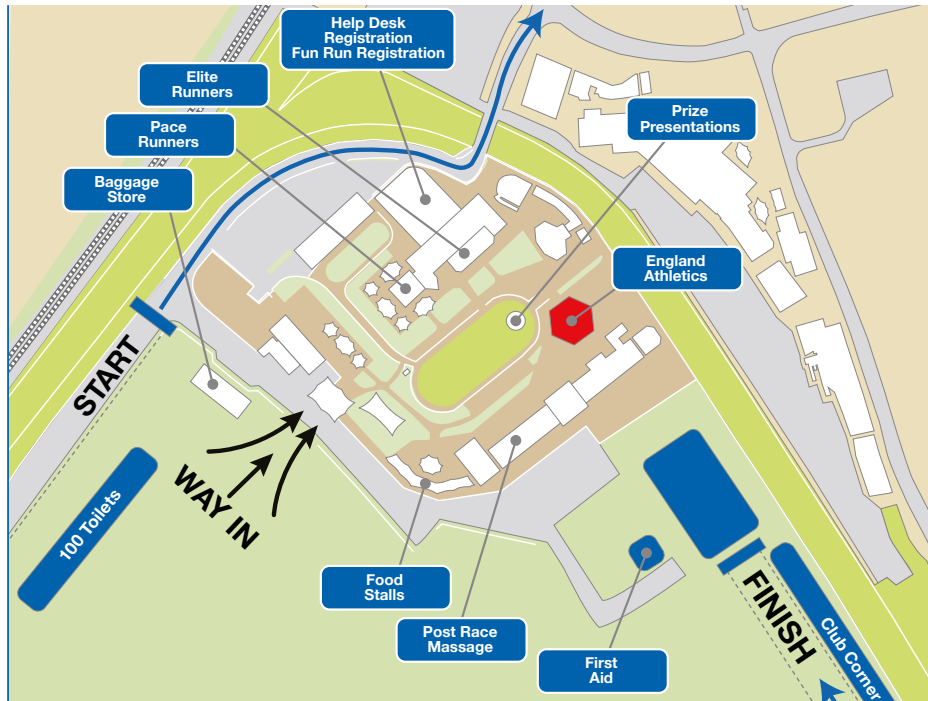 Help Desk
Registration
Fun Run Registration
Elite
Runners
Pace
Runners
Prize
Presentations
Baggage
Store
England
Athletics
START
WAY IN
100 Toilets
Food
Stalls
Post Race
Massage
First
Aid
FINISH
Club Corner